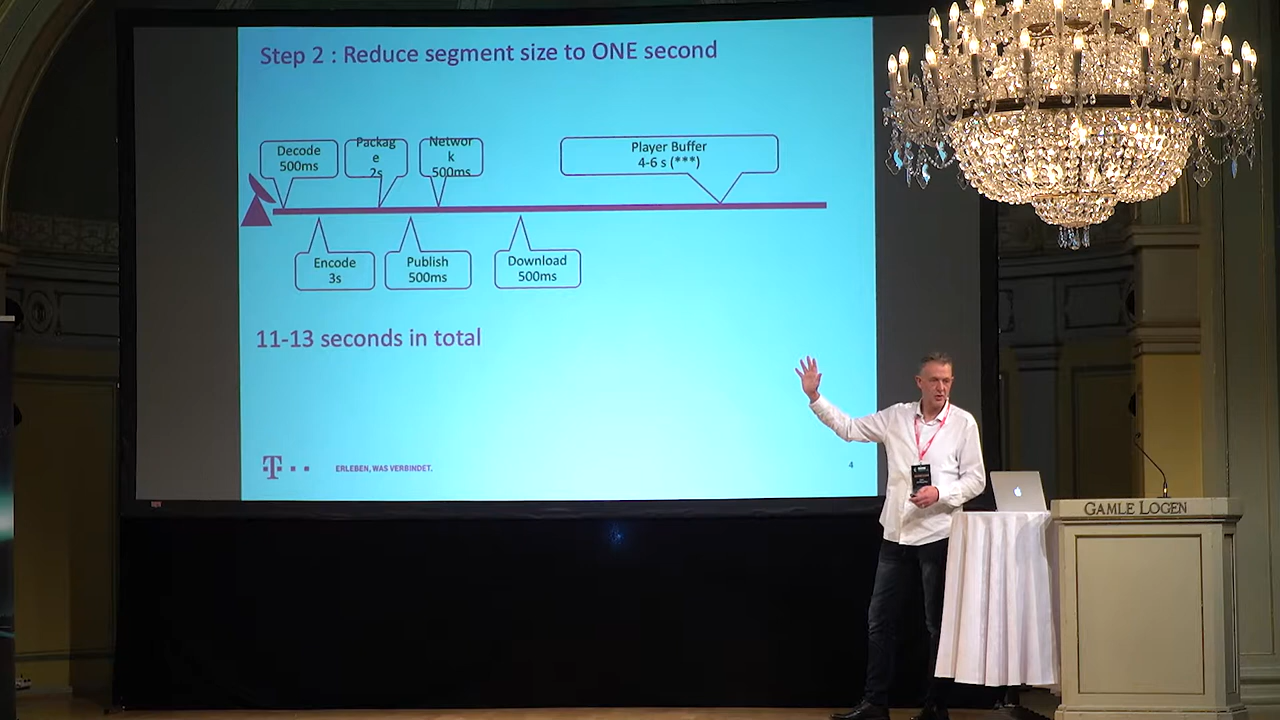 Step 2 : Reduce segment size to ONE second
Decode
500ms
Packag
e
2s
Networ
k
500ms
Player Buffer
4-6 s (***)
Encode
3s
Publish
500ms
Download
500ms
11-13 seconds in total
T
ERLEBEN, WAS VERBINDET.
4
GAMLE LOGEN